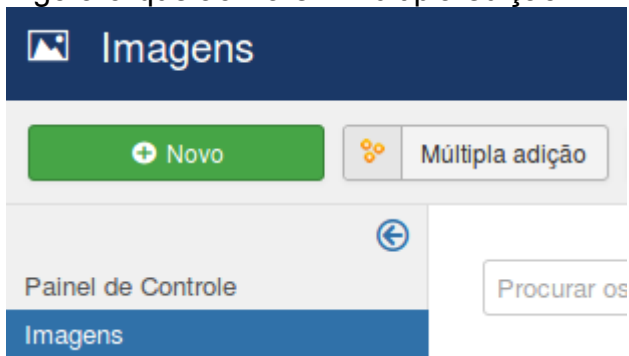 Imagens
Novo
Múltipla adição
Painel de Controle
Procurar os
Imagens